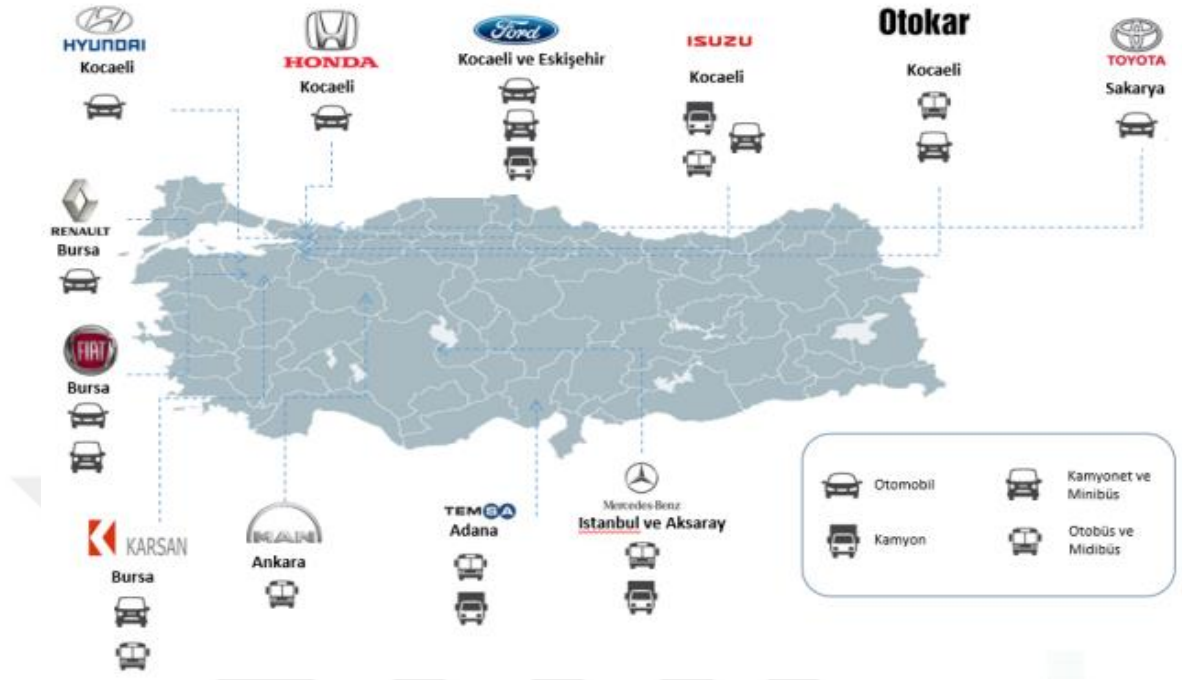 HYUNDAI
Kocaeli
HONDA
Kocaeli
Ford
Kocaeli ve Eskişehir
ISUZU
Kocaeli
Otokar
Kocaeli
TOYOTA
Sakarya
RENAULT
Bursa
FIAT
Bursa
KARSAN
Bursa
MAN
Ankara
TEMSA
Adana
Mercedes-Benz
Istanbul ve Aksaray
Otomobil
Kamyonet ve
Minibüs
Kamyon
Otobüs ve
Midibüs